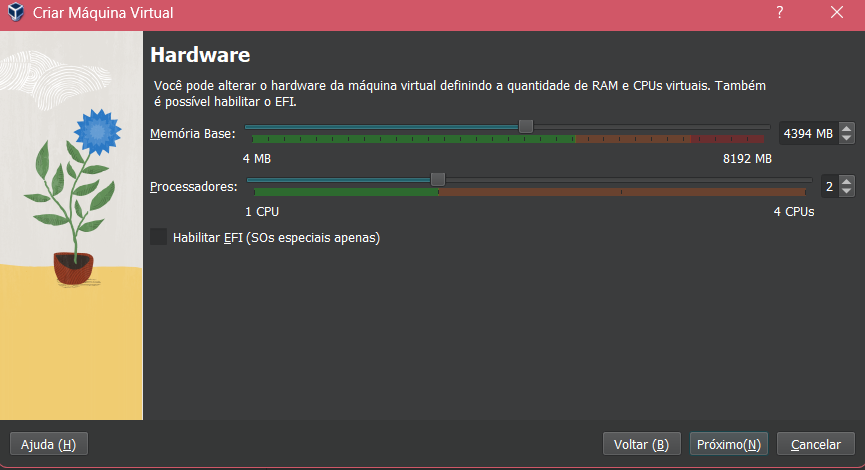 Criar Máquina Virtual
?
Hardware
Você pode alterar o hardware da máquina virtual definindo a quantidade de RAM e CPUs virtuais. Também
é possível habilitar o EFI.
Memória Base: 4394 MB
4 MB 8192 MB
Processadores: 2
1 CPU 4 CPUs
Habilitar EFI (SOs especiais apenas)
Ajuda (H) Voltar (B) Próximo(N) Cancelar